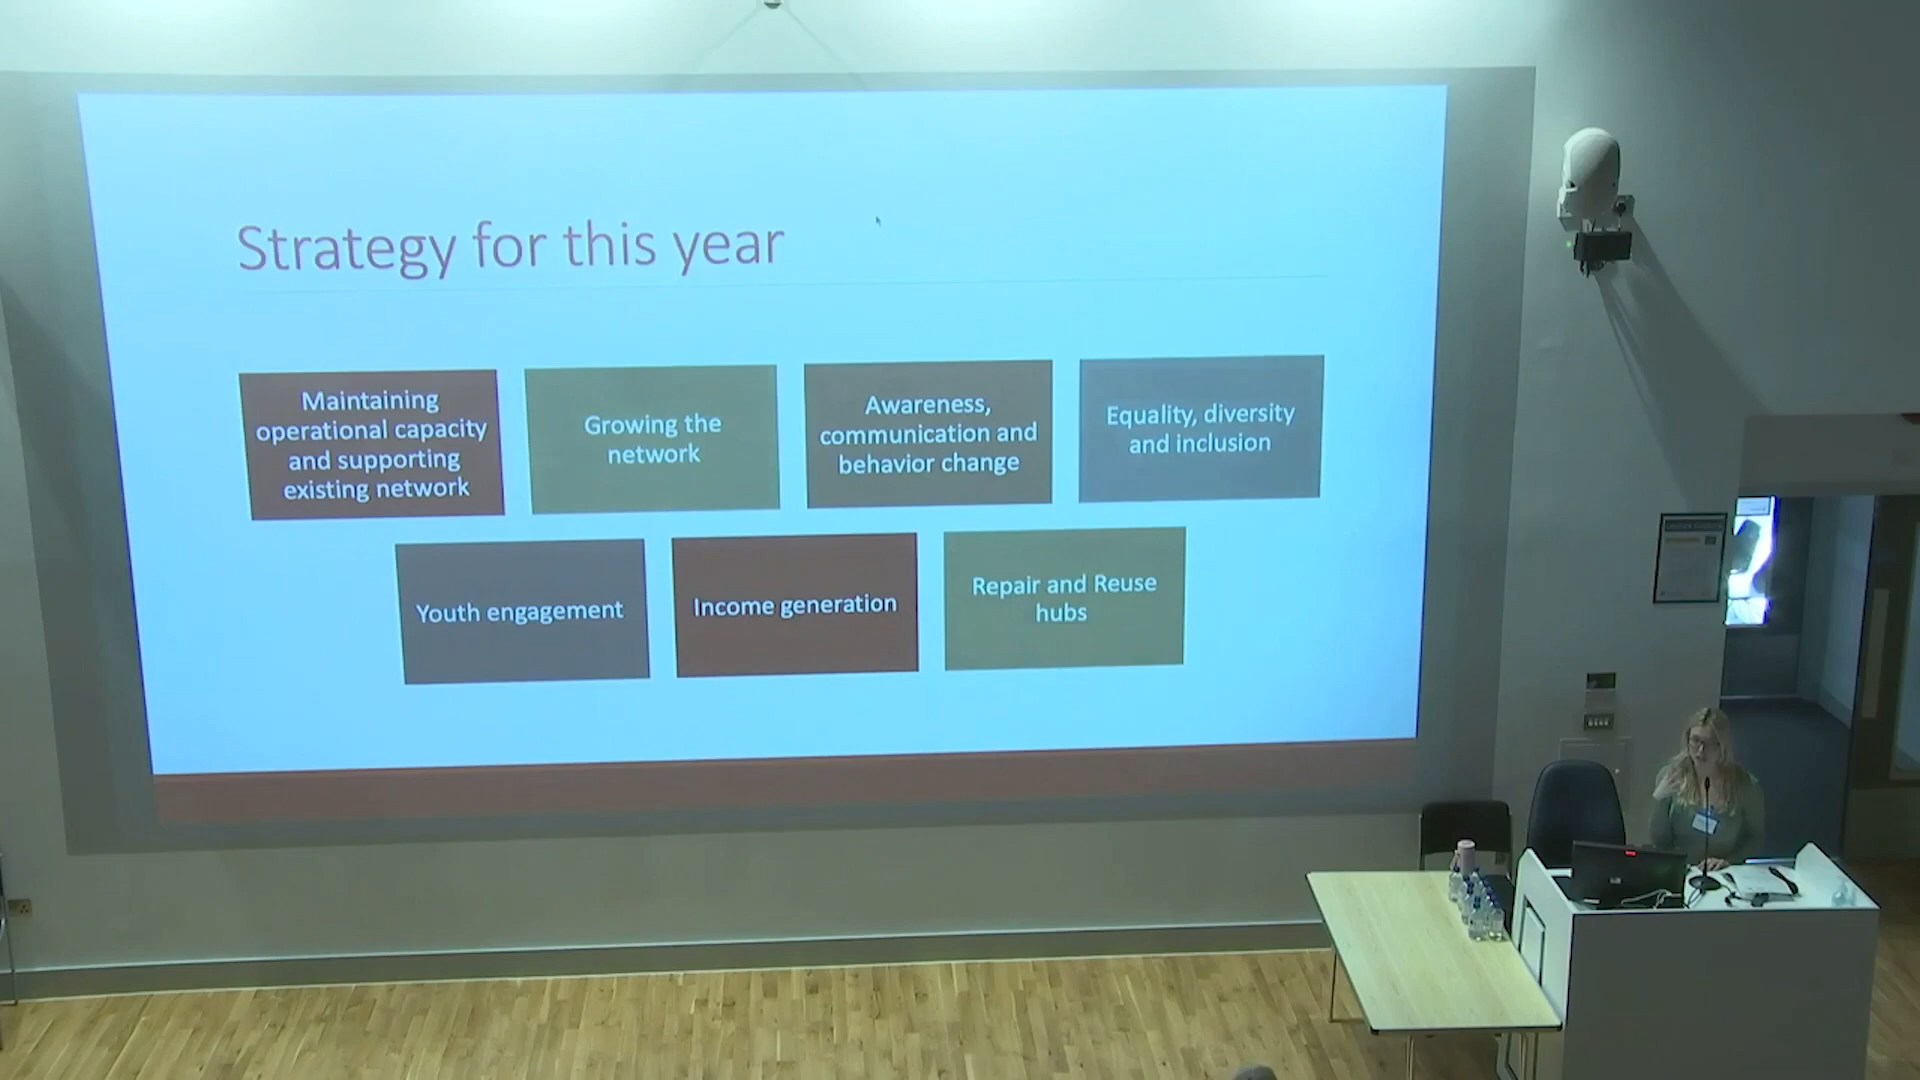 Strategy for this year
Maintaining
operational capacity
and supporting
existing network
Growing the
network
Awareness,
communication and
behavior change
Equality, diversity
and inclusion
Youth engagement
Income generation
Repair and Reuse
hubs